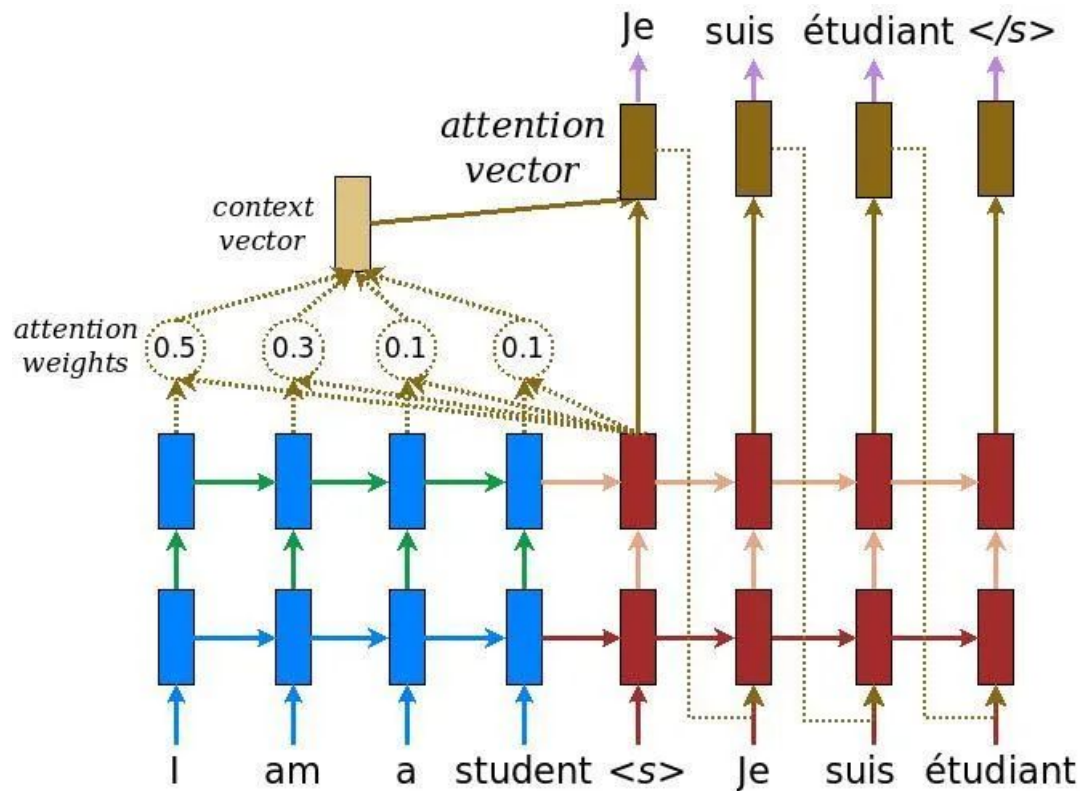 Je suis étudiant </s>
attention
vector
context
vector
attention
weights
0.5 0.3 0.1 0.1
I am a student <s> Je suis étudiant